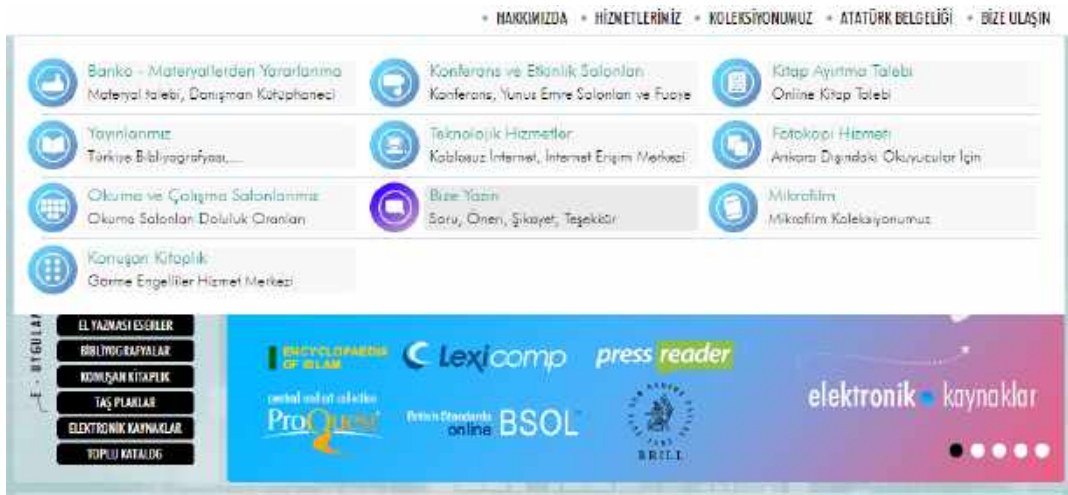 HAKKIMIZDA
HİZMETLERİMİZ
KOLEKSİYONUMUZ
ATATÜRK BELGELİĞİ
BİZE ULAŞIN
Banko - Materyallerden Yararlanma
Materyal talebi, Danışman Kütüphaneci
Konferans ve Etkinlik Salonları
Konferans, Yunus Emre Salonları ve Fuaye
Kitap Ayırtma Talebi
Online Kitap Talebi
Yayınlarımız
Türkiye Bibliyografyası,...
Teknolojik Hizmetler
Kablosuz İnternet, İnternet Erişim Merkezi
Fotokopi Hizmeti
Ankara Dışındaki Okuyucular İçin
Okuma ve Çalışma Salonlarımız
Okuma Salonları Doluluk Oranları
Bize Yazın
Soru, Öneri, Şikayet, Teşekkür
Mikrofilm
Mikrofilm Koleksiyonumuz
Konuşan Kitaplık
Görme Engelliler Hizmet Merkezi
EL YAZMASI ESERLER
BİBLİYOGRAFYALAR
KONUŞAN KİTAPLIK
TAŞ PLAKLAR
ELEKTRONİK KAYNAKLAR
TOPLU KATALOG
ENCYCLOPAEDIA
OF ISLAM
Lexicomp
press reader
ProQuest
British Standards
online BSOL
BRILL
elektronik kaynaklar